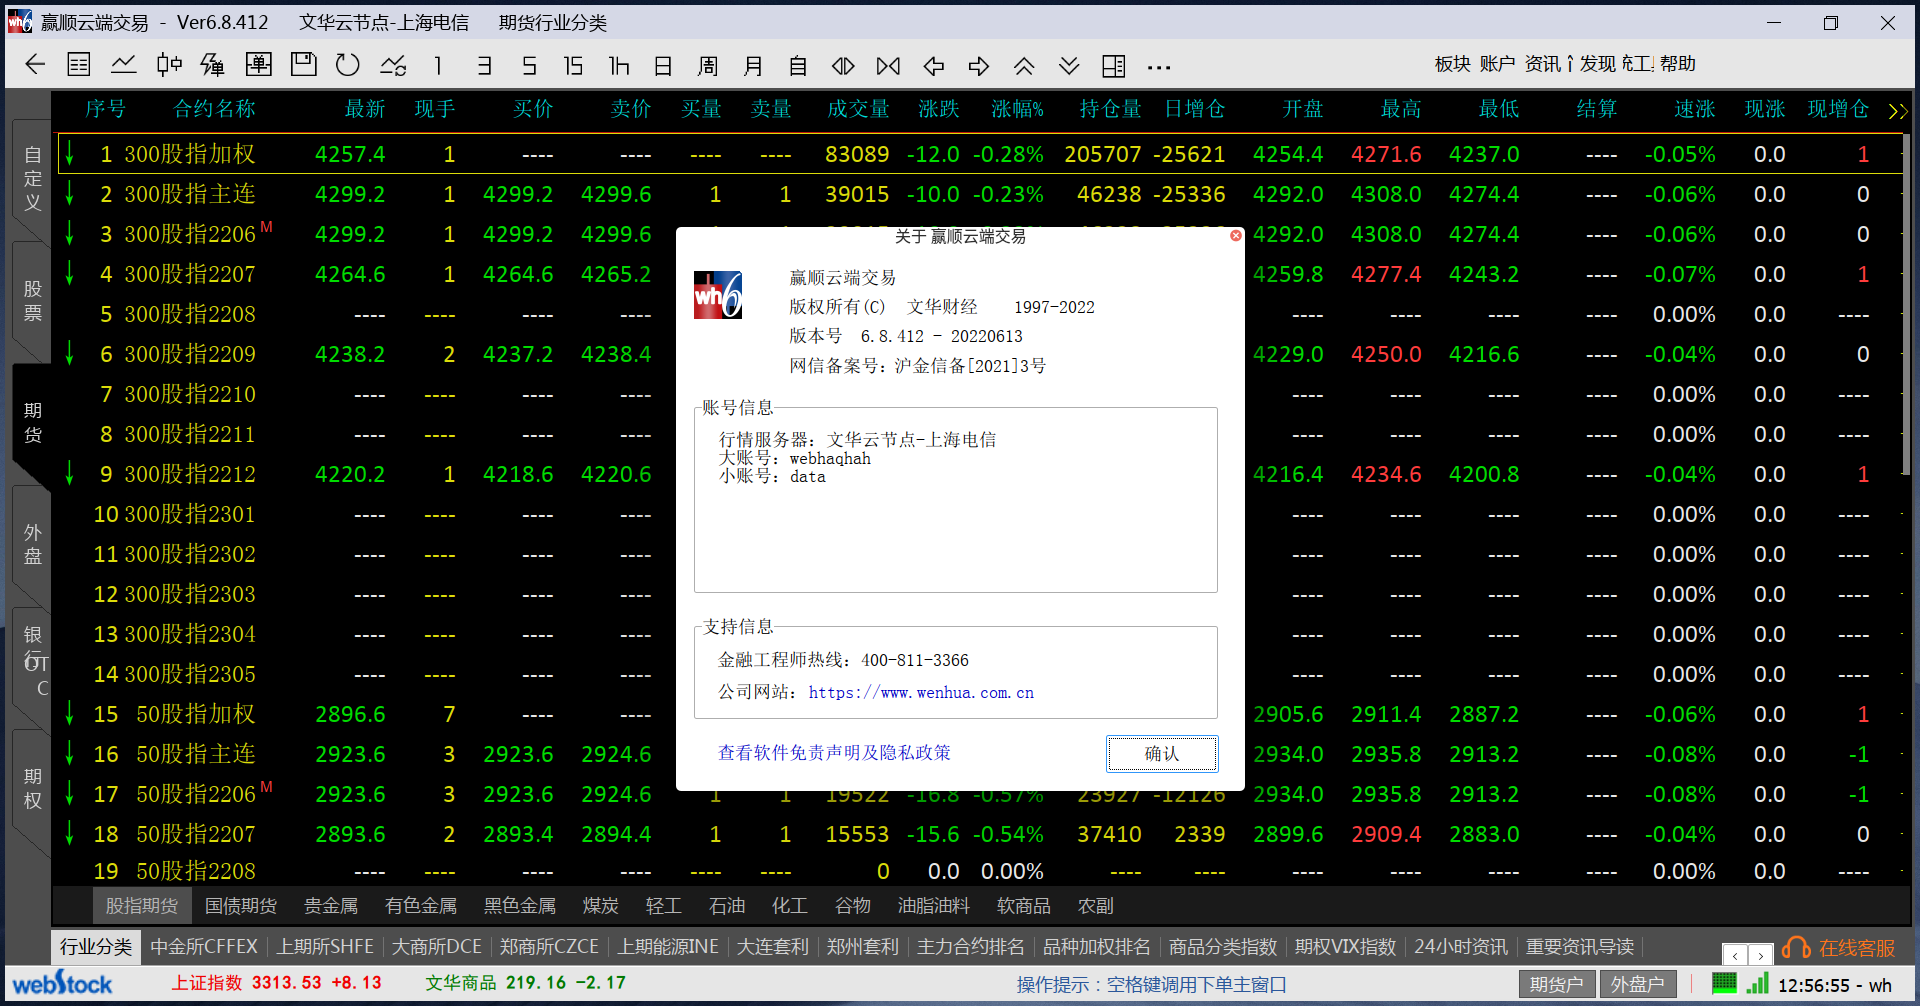 赢顺云端交易 - Ver6.8.412 文华云节点-上海电信 期货行业分类
1 3 5 15 1h 日 周 月 自 板块 账户 资讯 发现 工 帮助
序号 合约名称 最新 现手 买价 卖价 买量 卖量 成交量 涨跌 涨幅% 持仓量 日增仓 开盘 最高 最低 结算 速涨 现涨 现增仓
1 300股指加权 4257.4 1 ---- ---- ---- ---- 83089 -12.0 -0.28% 205707 -25621 4254.4 4271.6 4237.0 ---- -0.05% 0.0 1
2 300股指主连 4299.2 1 4299.2 4299.6 1 1 39015 -10.0 -0.23% 46238 -25336 4292.0 4308.0 4274.4 ---- -0.06% 0.0 0
3 300股指2206 M 4299.2 1 4299.2 4299.6 4292.0 4308.0 4274.4 ---- -0.06% 0.0 0
4 300股指2207 4264.6 1 4264.6 4265.2 4259.8 4277.4 4243.2 ---- -0.07% 0.0 1
5 300股指2208 ---- ---- ---- ---- ---- ---- ---- ---- 0.00% 0.0 ----
6 300股指2209 4238.2 2 4237.2 4238.4 4229.0 4250.0 4216.6 ---- -0.04% 0.0 0
7 300股指2210 ---- ---- ---- ---- ---- ---- ---- ---- 0.00% 0.0 ----
8 300股指2211 ---- ---- ---- ---- ---- ---- ---- ---- 0.00% 0.0 ----
9 300股指2212 4220.2 1 4218.6 4220.6 4216.4 4234.6 4200.8 ---- -0.04% 0.0 1
10 300股指2301 ---- ---- ---- ---- ---- ---- ---- ---- 0.00% 0.0 ----
11 300股指2302 ---- ---- ---- ---- ---- ---- ---- ---- 0.00% 0.0 ----
12 300股指2303 ---- ---- ---- ---- ---- ---- ---- ---- 0.00% 0.0 ----
13 300股指2304 ---- ---- ---- ---- ---- ---- ---- ---- 0.00% 0.0 ----
14 300股指2305 ---- ---- ---- ---- ---- ---- ---- ---- 0.00% 0.0 ----
15 50股指加权 2896.6 7 ---- ---- 2905.6 2911.4 2887.2 ---- -0.06% 0.0 1
16 50股指主连 2923.6 3 2923.6 2924.6 2934.0 2935.8 2913.2 ---- -0.08% 0.0 -1
17 50股指2206 M 2923.6 3 2923.6 2924.6 1 1 19522 -16.8 -0.57% 23927 -12126 2934.0 2935.8 2913.2 ---- -0.08% 0.0 -1
18 50股指2207 2893.6 2 2893.4 2894.4 1 1 15553 -15.6 -0.54% 37410 2339 2899.6 2909.4 2883.0 ---- -0.04% 0.0 0
19 50股指2208 ---- ---- ---- ---- ---- ---- 0 0.0 0.00% ---- ---- ---- ---- ---- ---- 0.00% 0.0 ----
自定义
股票
期货
外盘
银行
OTC
期权
关于 赢顺云端交易
wh6
赢顺云端交易
版权所有(C) 文华财经 1997-2022
版本号 6.8.412 - 20220613
网信备案号: 沪金信备[2021]3号
账号信息
行情服务器: 文华云节点-上海电信
大账号: webhaqhah
小账号: data
支持信息
金融工程师热线: 400-811-3366
公司网站: https://www.wenhua.com.cn
查看软件免责声明及隐私政策
确认
股指期货 国债期货 贵金属 有色金属 黑色金属 煤炭 轻工 石油 化工 谷物 油脂油料 软商品 农副
行业分类 中金所CFFEX 上期所SHFE 大商所DCE 郑商所CZCE 上期能源INE 大连套利 郑州套利 主力合约排名 品种加权排名 商品分类指数 期权VIX指数 24小时资讯 重要资讯导读 在线客服
webStock 上证指数 3313.53 +8.13 文华商品 219.16 -2.17 操作提示：空格键调用下单主窗口 期货户 外盘户 12:56:55 - wh